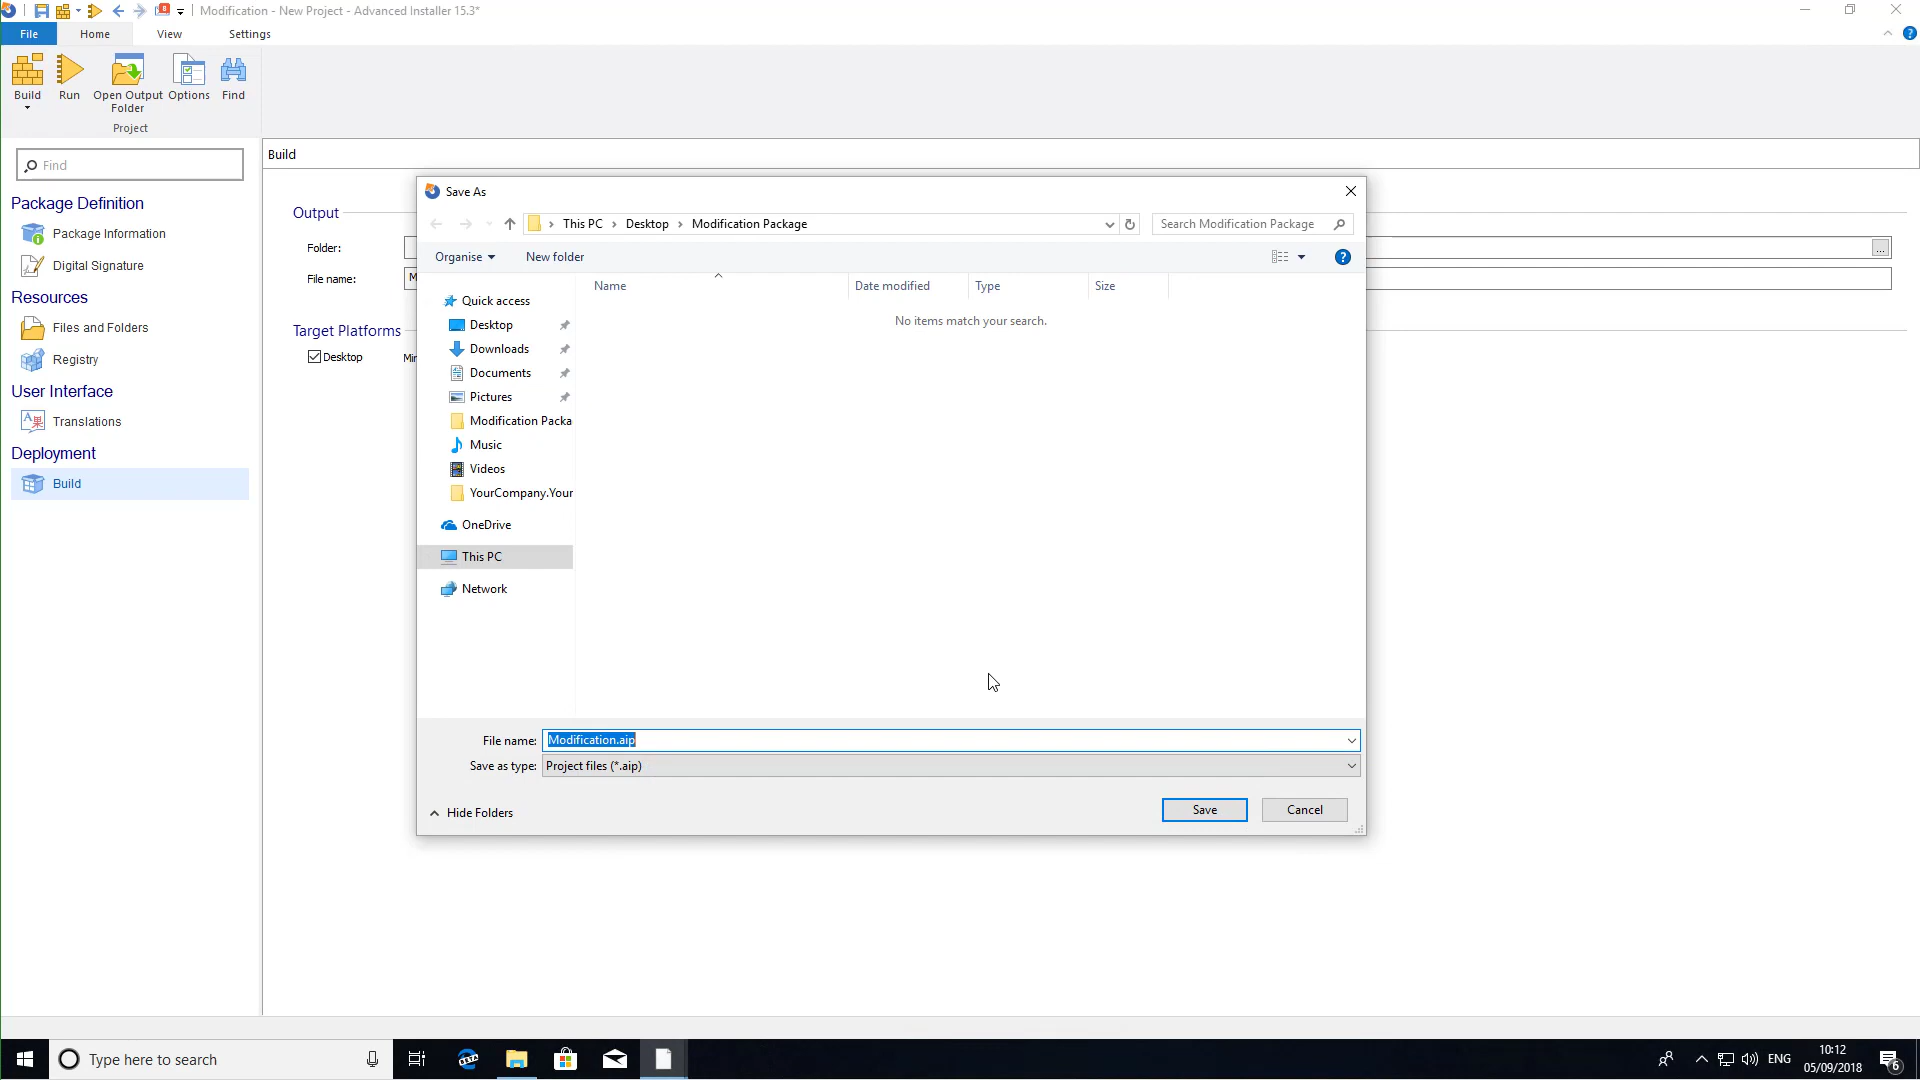 Modification - New Project - Advanced Installer 15.3*
File
Home
View
Settings
Build
Run
Open Output Folder
Options
Find
Project
Find
Package Definition
Package Information
Digital Signature
Resources
Files and Folders
Registry
User Interface
Translations
Deployment
Build
Build
Output
Folder:
...
File name:
Target Platforms
Desktop
Save As
This PC > Desktop > Modification Package
Search Modification Package
Organise
New folder
?
Name
Date modified
Type
Size
No items match your search.
Quick access
Desktop
Downloads
Documents
Pictures
Modification Packa
Music
Videos
YourCompany.Your
OneDrive
This PC
Network
File name: Modification.aip
Save as type: Project files (*.aip)
Hide Folders
Save
Cancel
Type here to search
BETA
ENG
10:12
05/09/2018
6